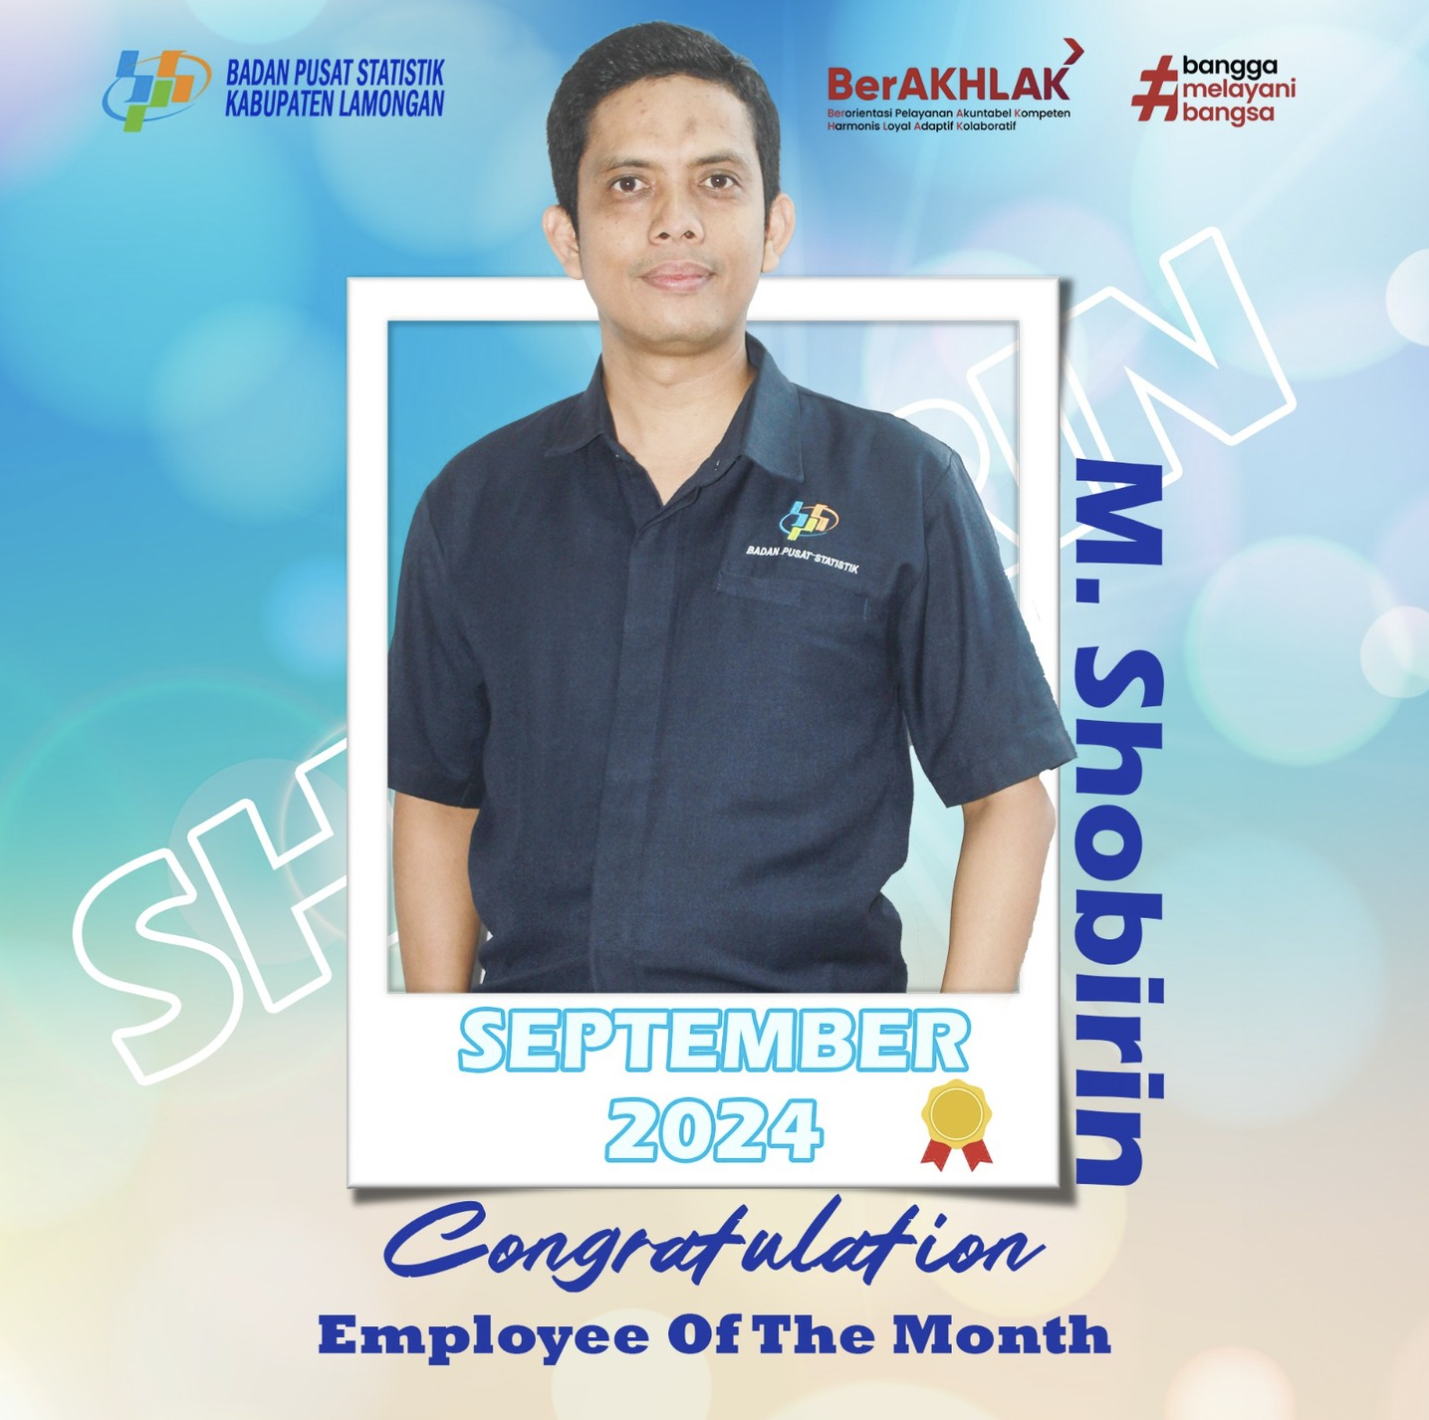 BADAN PUSAT STATISTIK
KABUPATEN LAMONGAN
BerAKHLAK
Berorientasi Pelayanan Akuntabel Kompeten
Harmonis Loyal Adaptif Kolaboratif
#bangga
melayani
bangsa
BADAN PUSAT STATISTIK
M. Shobirin
SEPTEMBER
2024
Congratulation
Employee Of The Month